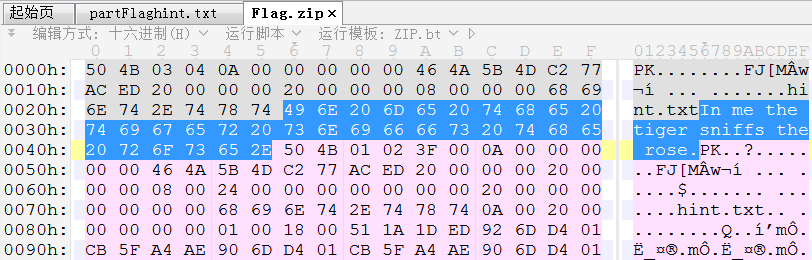 起始页 partFlaghint.txt Flag.zip ×
编辑方式: 十六进制(H) 运行脚本 运行模板: ZIP.bt
0 1 2 3 4 5 6 7 8 9 A B C D E F 0123456789ABCDEF
0000h: 50 4B 03 04 0A 00 00 00 00 00 46 4A 5B 4D C2 77 PK........FJ[MÂw
0010h: AC ED 20 00 00 00 20 00 00 00 08 00 00 00 68 69 ¬í ... .......hi
0020h: 6E 74 2E 74 78 74 49 6E 20 6D 65 20 74 68 65 20 nt.txtIn me the
0030h: 74 69 67 65 72 20 73 6E 69 66 66 73 20 74 68 65 tiger sniffs the
0040h: 20 72 6F 73 65 2E 50 4B 01 02 3F 00 0A 00 00 00 rose.PK..?.....
0050h: 00 00 46 4A 5B 4D C2 77 AC ED 20 00 00 00 20 00 ..FJ[MÂw¬í ... .
0060h: 00 00 08 00 24 00 00 00 00 00 00 00 20 00 00 00 ....$....... ...
0070h: 00 00 00 00 68 69 6E 74 2E 74 78 74 0A 00 20 00 ....hint.txt.. .
0080h: 00 00 00 00 01 00 18 00 51 1A 1D ED 92 6D D4 01 ........Q..í’mÔ.
0090h: CB 5F A4 AE 90 6D D4 01 CB 5F A4 AE 90 6D D4 01 Ë_¤®.mÔ.Ë_¤®.mÔ.